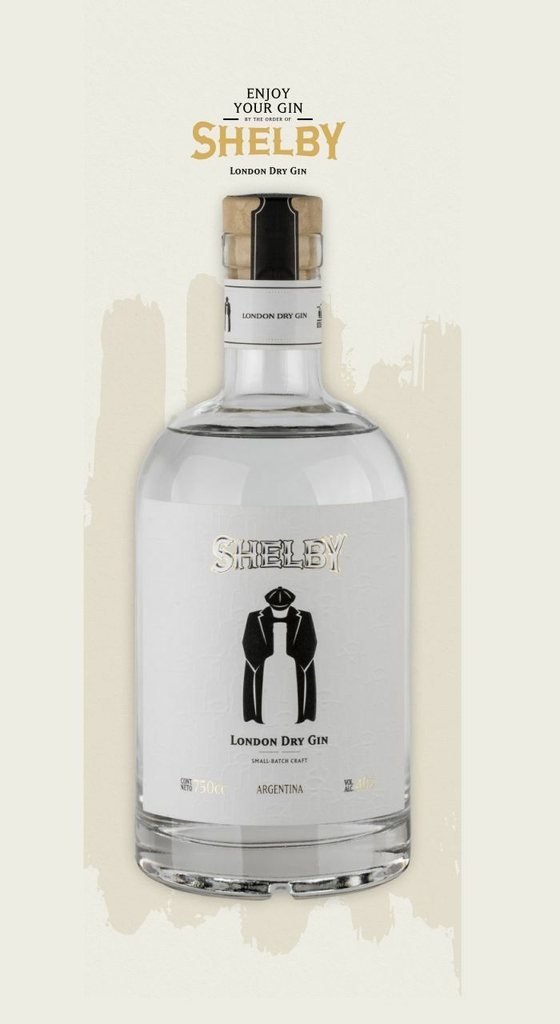 ENJOY
YOUR GIN
BY THE ORDER OF
SHELBY
LONDON DRY GIN
LONDON DRY GIN
SHELBY
LONDON DRY GIN
SMALL-BATCH CRAFT
CONT. NETO 750cc
ARGENTINA
VOL. ALC.